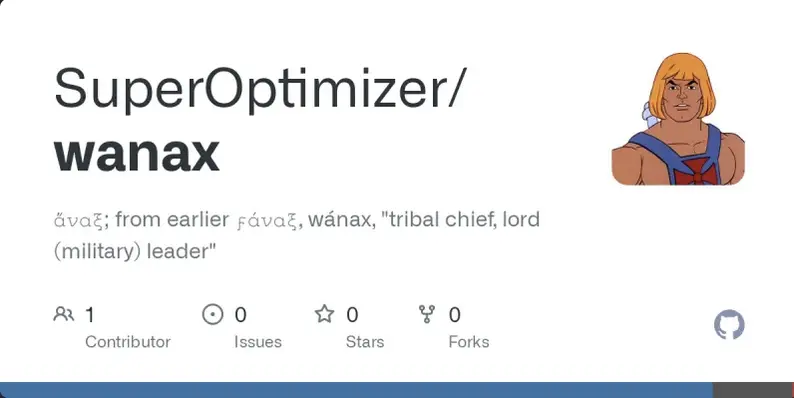 SuperOptimizer/
wanax
ἄναξ; from earlier ϝάναξ, wánax, "tribal chief, lord
(military) leader"
1 0 0 0
Contributor Issues Stars Forks